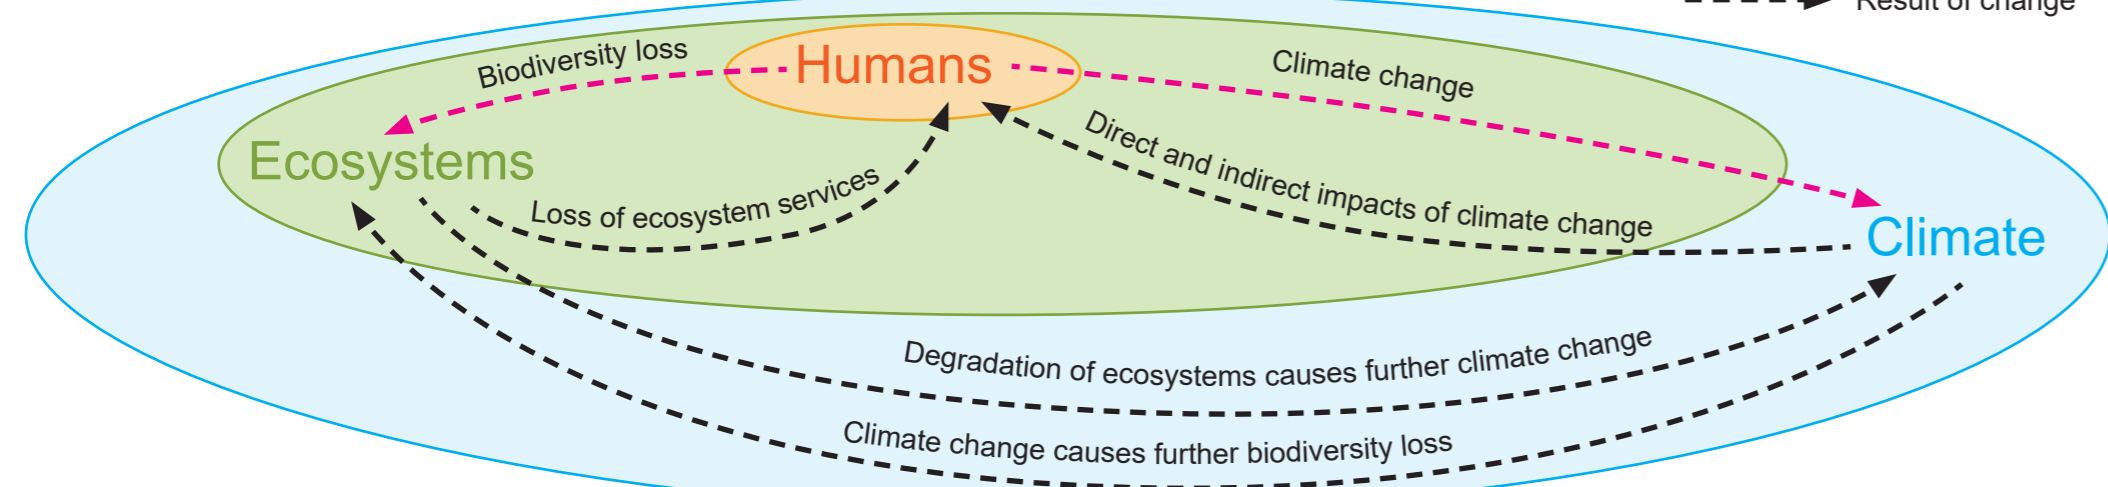 Result of change
Humans
Biodiversity loss
Climate change
Ecosystems
Direct and indirect impacts of climate change
Loss of ecosystem services
Climate
Degradation of ecosystems causes further climate change
Climate change causes further biodiversity loss